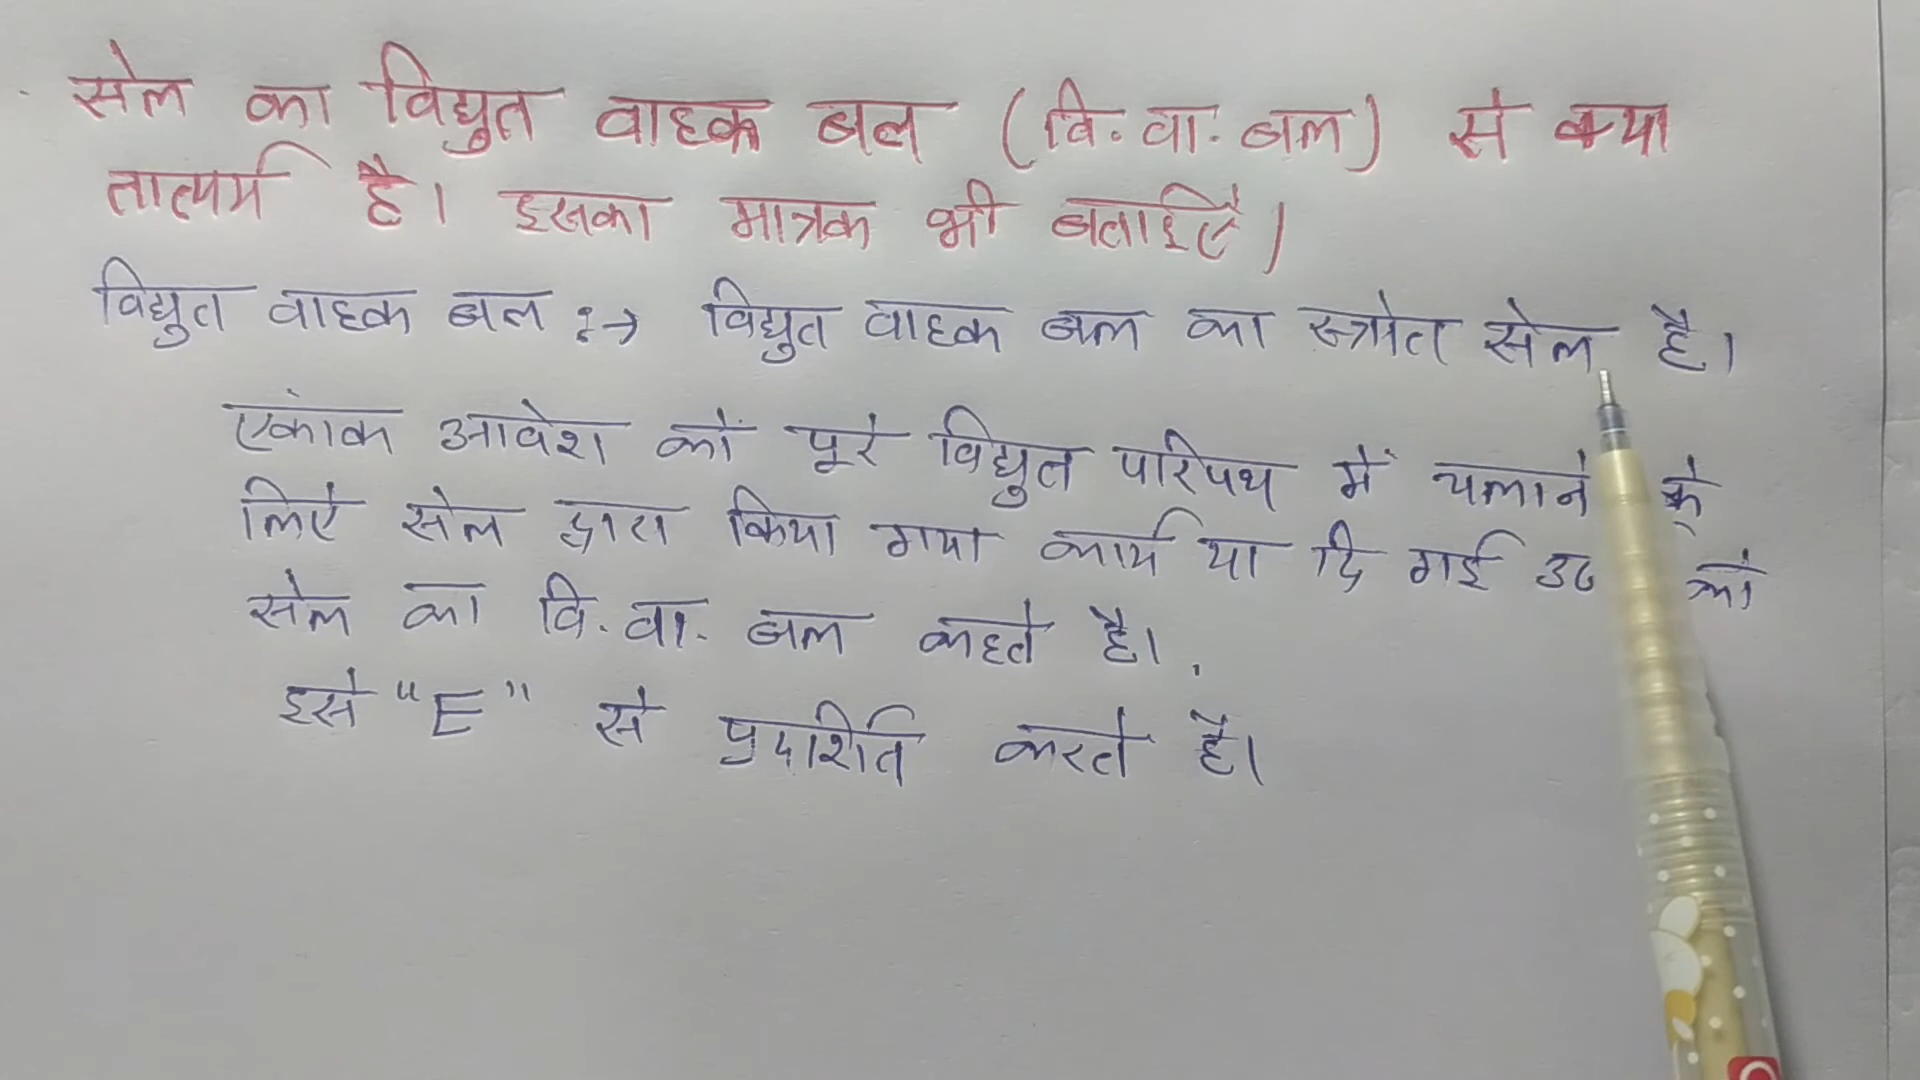 सेल का विद्युत वाहक बल (वि. वा. बल) से क्या
तात्पर्य है। इसका मात्रक भी बताईऐ।
विद्युत वाहक बल :→ विद्युत वाहक बल का स्त्रोत सेल है।
एकांक आवेश को पूरे विद्युत परिपथ में चलाने के
लिऐ सेल द्वारा किया गया कार्य या दि गई को
सेल का वि. वा. बल कहते है।
इसे "E" से प्रदर्शित करते है।